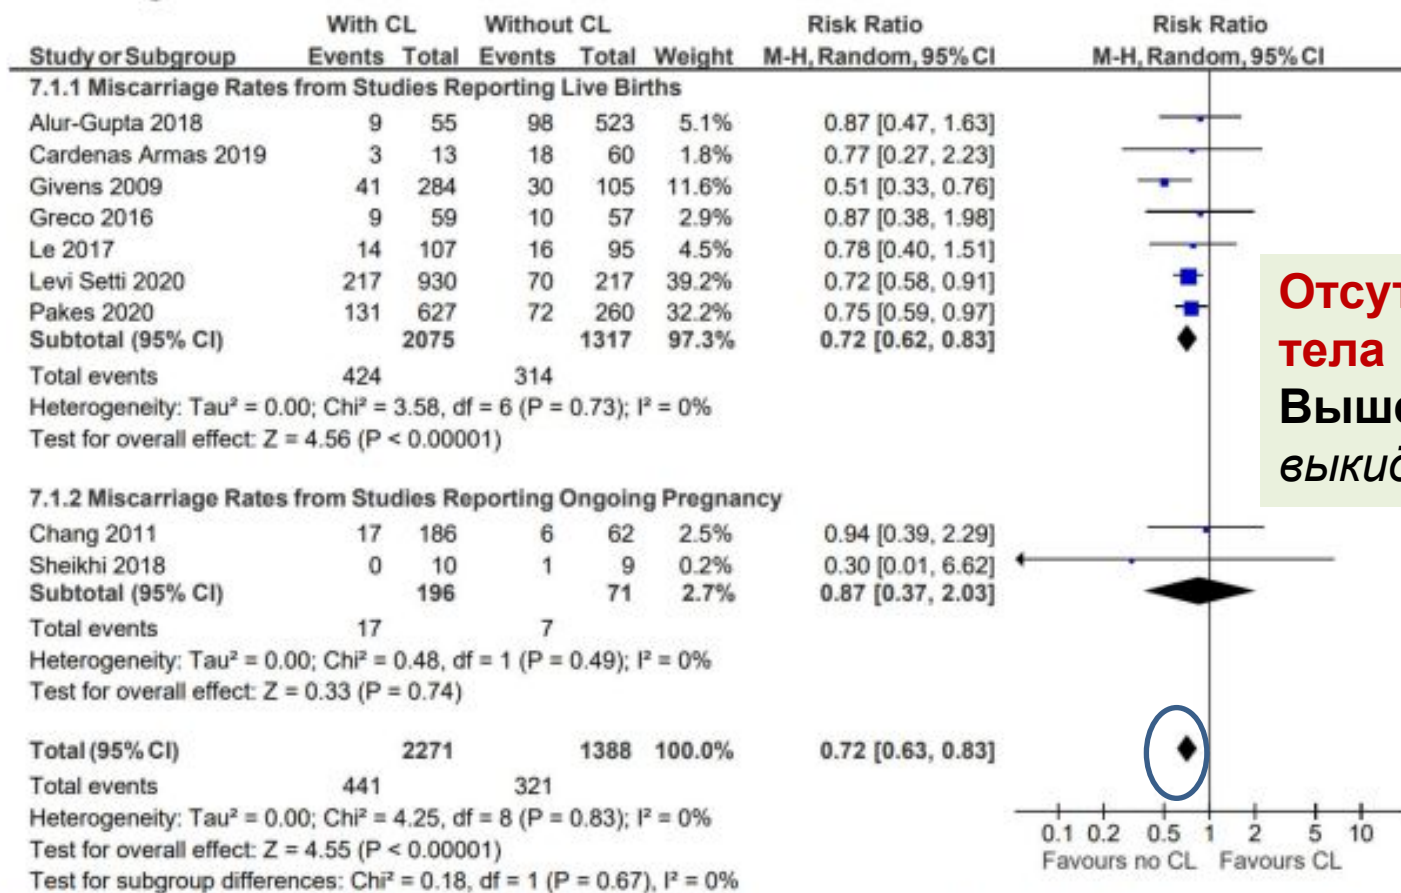 With CL Without CL Risk Ratio Risk Ratio
Study or Subgroup Events Total Events Total Weight M-H, Random, 95% CI M-H, Random, 95% CI
7.1.1 Miscarriage Rates from Studies Reporting Live Births
Alur-Gupta 2018 9 55 98 523 5.1% 0.87 [0.47, 1.63]
Cardenas Armas 2019 3 13 18 60 1.8% 0.77 [0.27, 2.23]
Givens 2009 41 284 30 105 11.6% 0.51 [0.33, 0.76]
Greco 2016 9 59 10 57 2.9% 0.87 [0.38, 1.98]
Le 2017 14 107 16 95 4.5% 0.78 [0.40, 1.51]
Levi Setti 2020 217 930 70 217 39.2% 0.72 [0.58, 0.91]
Pakes 2020 131 627 72 260 32.2% 0.75 [0.59, 0.97]
Subtotal (95% CI) 2075 1317 97.3% 0.72 [0.62, 0.83]
Total events 424 314
Heterogeneity: Tau² = 0.00; Chi² = 3.58, df = 6 (P = 0.73); I² = 0%
Test for overall effect: Z = 4.56 (P < 0.00001)
тела
7.1.2 Miscarriage Rates from Studies Reporting Ongoing Pregnancy
Chang 2011 17 186 6 62 2.5% 0.94 [0.39, 2.29]
Sheikhi 2018 0 10 1 9 0.2% 0.30 [0.01, 6.62]
Subtotal (95% CI) 196 71 2.7% 0.87 [0.37, 2.03]
Total events 17 7
Heterogeneity: Tau² = 0.00; Chi² = 0.48, df = 1 (P = 0.49); I² = 0%
Test for overall effect: Z = 0.33 (P = 0.74)
Total (95% CI) 2271 1388 100.0% 0.72 [0.63, 0.83]
Total events 441 321
Heterogeneity: Tau² = 0.00; Chi² = 4.25, df = 8 (P = 0.83); I² = 0%
Test for overall effect: Z = 4.55 (P < 0.00001)
Test for subgroup differences: Chi² = 0.18, df = 1 (P = 0.67), I² = 0%
0.1 0.2 0.5 1 2 5 10
Favours no CL Favours CL